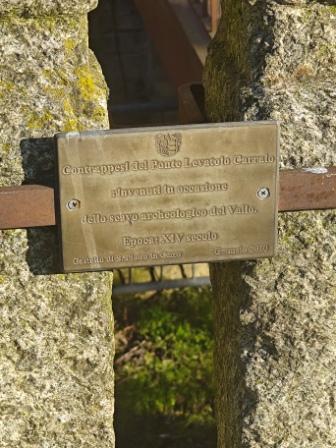 Contrappesi del Ponte Levatoio Carraio
rinvenuti in occasione
dello scavo archeologico del Vallo.
Epoca: XIV secolo